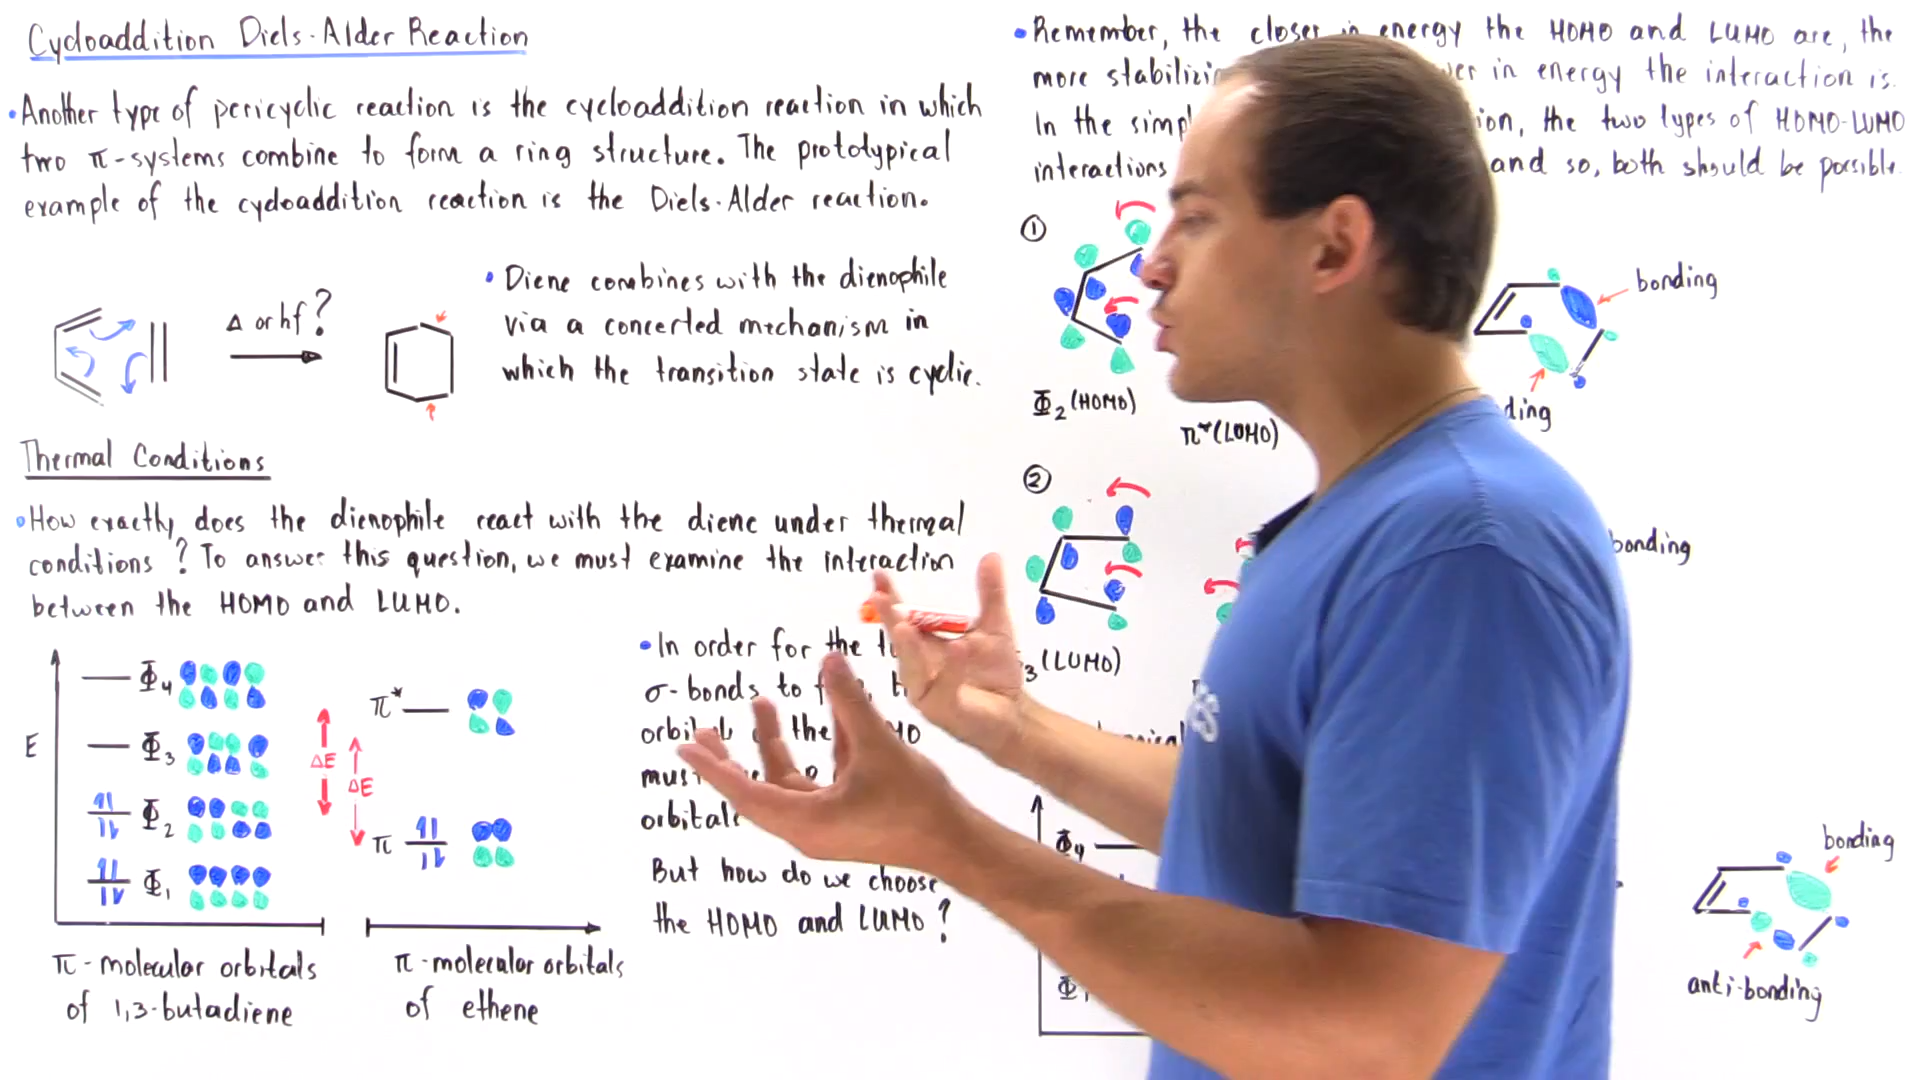 Cycloaddition Diels-Alder Reaction
• Another type of pericyclic reaction is the cycloaddition reaction in which
two π-systems combine to form a ring structure. The prototypical
example of the cycloaddition reaction is the Diels-Alder reaction.
Δ or hf?
• Diene combines with the dienophile
via a concerted mechanism in
which the transition state is cyclic.
Thermal Conditions
• How exactly does the dienophile react with the diene under thermal
conditions? To answer this question, we must examine the interaction
between the HOMO and LUMO.
E
Φ4
Φ3
Φ2
Φ1
ΔE
ΔE
π*
π
π-molecular orbitals
of 1,3-butadiene
π-molecular orbitals
of ethene
• In order for the
σ-bonds to
the
orbital
But how do we choose
the HOMO and LUMO?
• Remember, the closer in energy the HOMO and LUMO are, the
more in energy the interaction is.
In the the two types of HOMO-LUMO
interactions and so, both should be possible.
1
Φ2 (HOMO)
π* (LUMO)
bonding
2
3 (LUMO)
bonding
Φ4
Φ1
bonding
anti-bonding